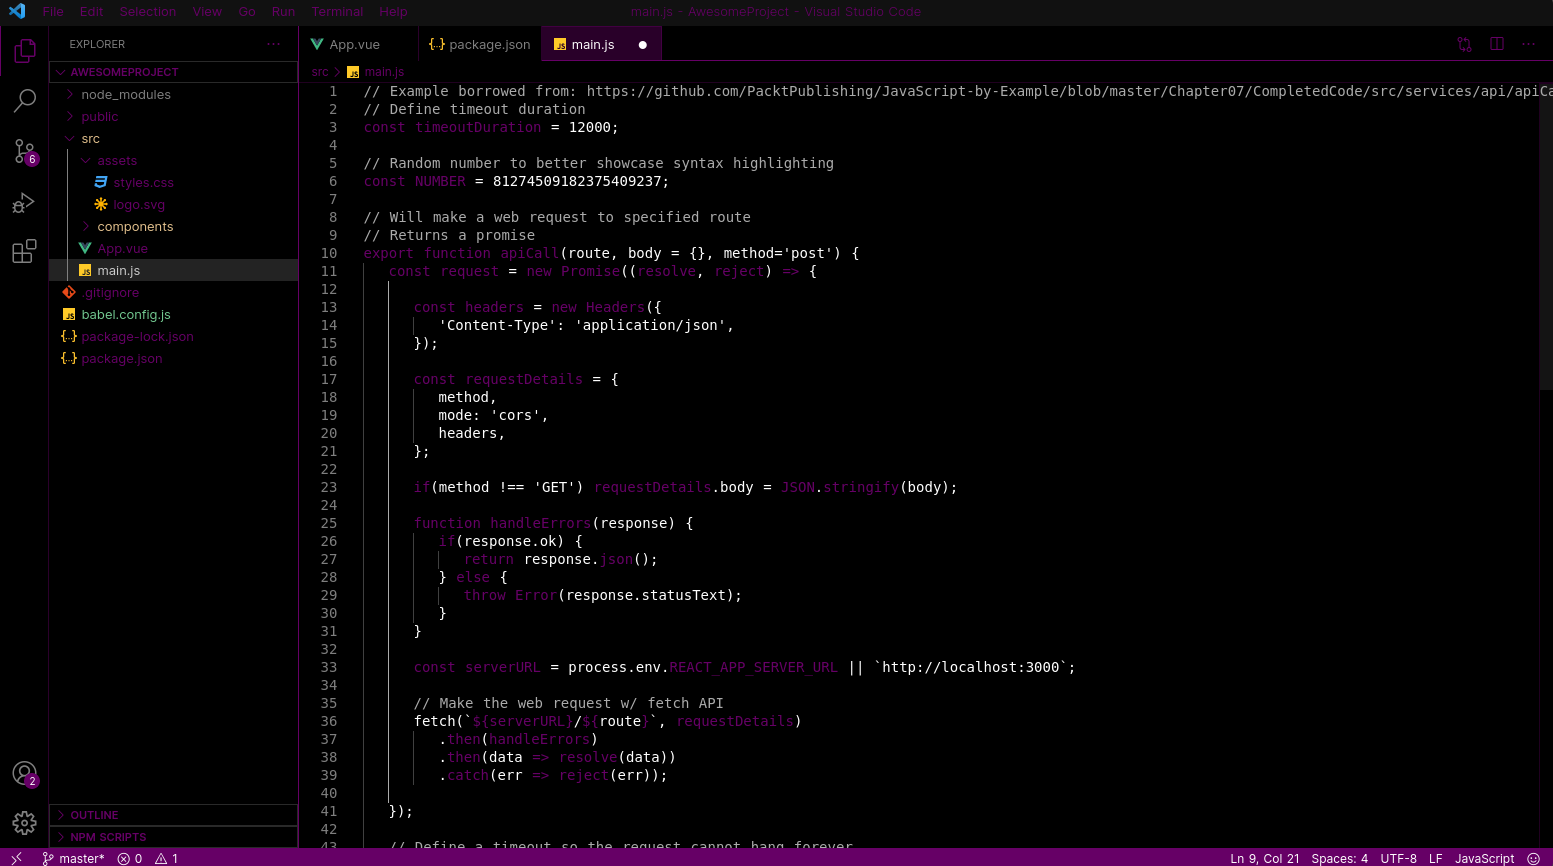 File Edit Selection View Go Run Terminal Help
main.js - AwesomeProject - Visual Studio Code
EXPLORER
AWESOMEPROJECT
node_modules
public
src
assets
styles.css
logo.svg
components
App.vue
main.js
.gitignore
babel.config.js
package-lock.json
package.json
OUTLINE
NPM SCRIPTS
6
2
App.vue
package.json
main.js
src > main.js
1 // Example borrowed from: https://github.com/PacktPublishing/JavaScript-by-Example/blob/master/Chapter07/CompletedCode/src/services/api/apiCa
2 // Define timeout duration
3 const timeoutDuration = 12000;
4
5 // Random number to better showcase syntax highlighting
6 const NUMBER = 81274509182375409237;
7
8 // Will make a web request to specified route
9 // Returns a promise
10 export function apiCall(route, body = {}, method='post') {
11 const request = new Promise((resolve, reject) => {
12
13 const headers = new Headers({
14 'Content-Type': 'application/json',
15 });
16
17 const requestDetails = {
18 method,
19 mode: 'cors',
20 headers,
21 };
22
23 if(method !== 'GET') requestDetails.body = JSON.stringify(body);
24
25 function handleErrors(response) {
26 if(response.ok) {
27 return response.json();
28 } else {
29 throw Error(response.statusText);
30 }
31 }
32
33 const serverURL = process.env.REACT_APP_SERVER_URL || `http://localhost:3000`;
34
35 // Make the web request w/ fetch API
36 fetch(`${serverURL}/${route}`, requestDetails)
37 .then(handleErrors)
38 .then(data => resolve(data))
39 .catch(err => reject(err));
40
41 });
42
43 // Define a timeout so the request cannot hang forever
master* 0 1
Ln 9, Col 21 Spaces: 4 UTF-8 LF JavaScript